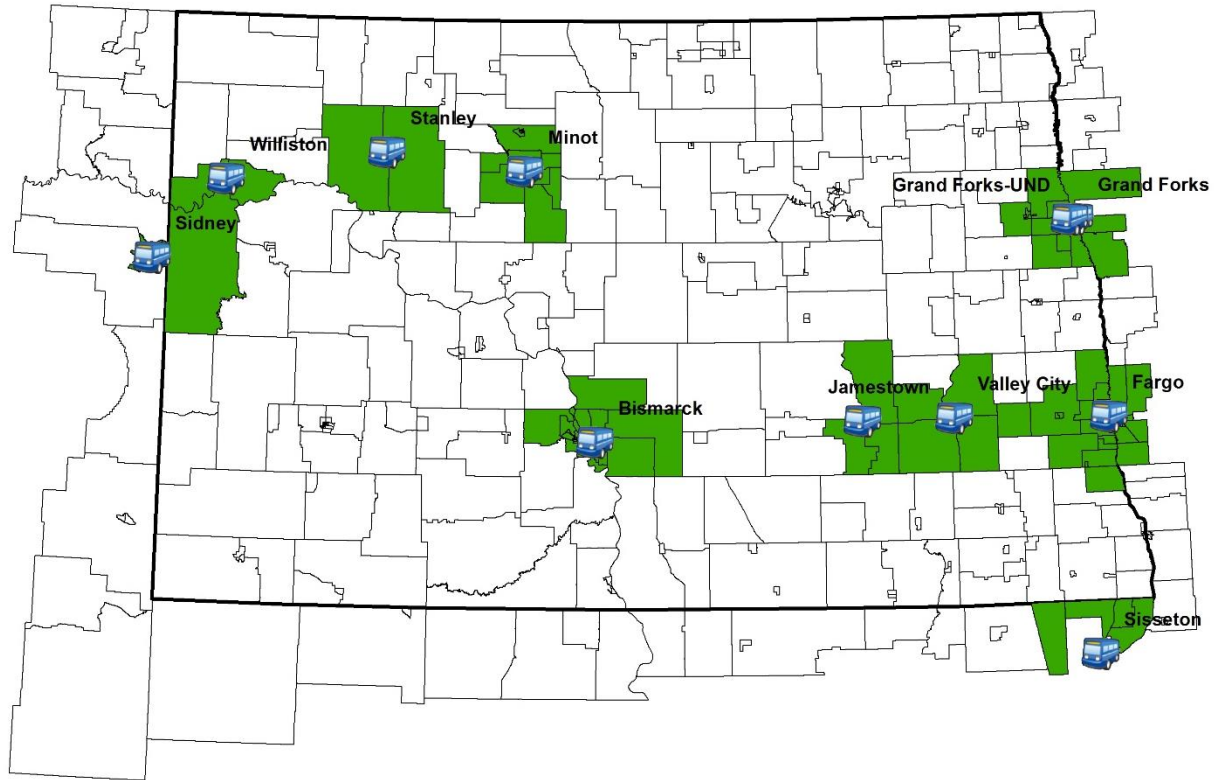 Stanley
Williston
Minot
Grand Forks-UND
Grand Forks
Sidney
Jamestown
Valley City
Fargo
Bismarck
Sisseton